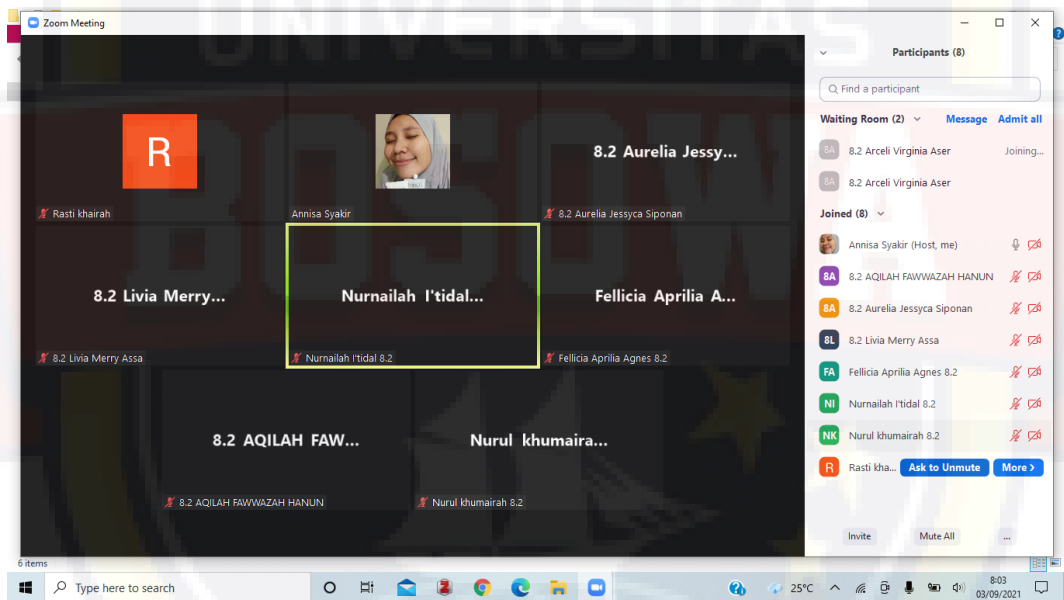 UNIVERSITAS
BOSOWA
Zoom Meeting
Participants (8)
Find a participant
Waiting Room (2)
Message
Admit all
8A
8.2 Arceli Virginia Aser
Joining...
8A
8.2 Arceli Virginia Aser
Joined (8)
Annisa Syakir (Host, me)
8A
8.2 AQILAH FAWWAZAH HANUN
8A
8.2 Aurelia Jessyca Siponan
8L
8.2 Livia Merry Assa
FA
Fellicia Aprilia Agnes 8.2
NI
Nurnailah I'tidal 8.2
NK
Nurul khumairah 8.2
R
Rasti kha...
Ask to Unmute
More >
Invite
Mute All
...
R
Rasti khairah
Annisa Syakir
8.2 Aurelia Jessy...
8.2 Aurelia Jessyca Siponan
8.2 Livia Merry...
8.2 Livia Merry Assa
Nurnailah I'tidal...
Nurnailah I'tidal 8.2
Fellicia Aprilia A...
Fellicia Aprilia Agnes 8.2
8.2 AQILAH FAW...
8.2 AQILAH FAWWAZAH HANUN
Nurul khumaira...
Nurul khumairah 8.2
6 items
Type here to search
25°C
8:03
03/09/2021